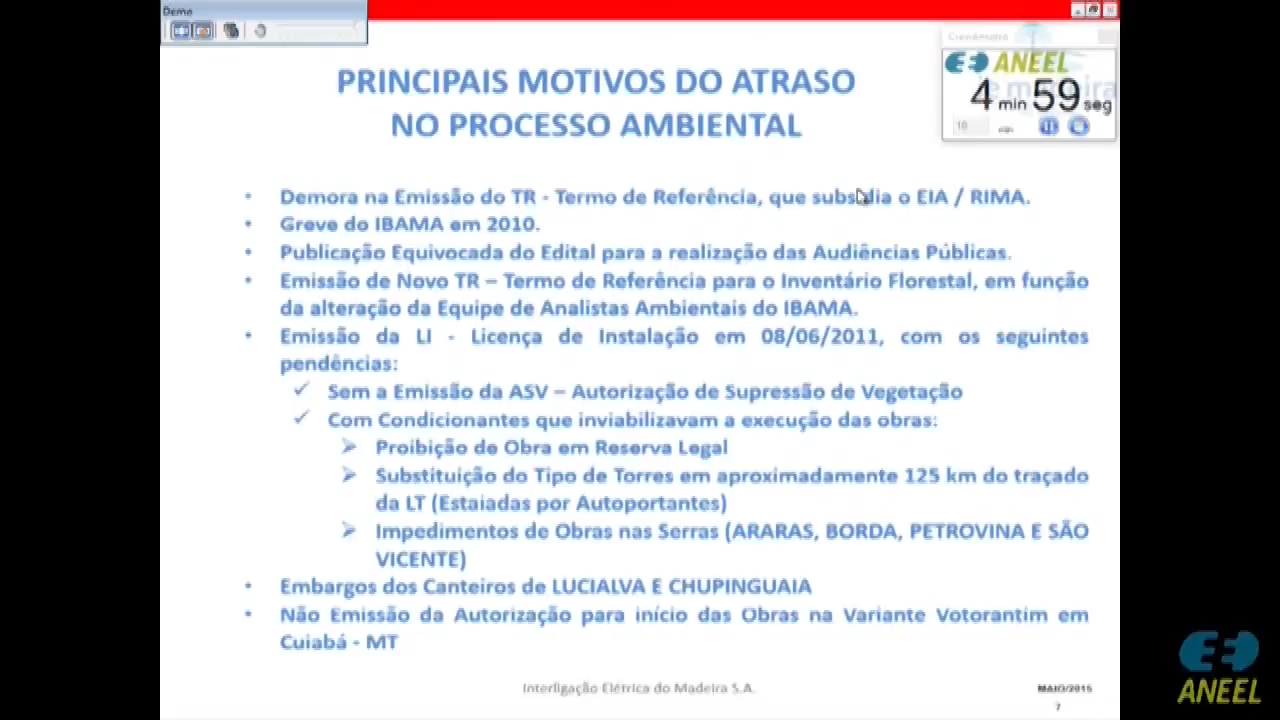 Demo
Cronômetro
ANEEL
4 min 59 seg
10 min
PRINCIPAIS MOTIVOS DO ATRASO
NO PROCESSO AMBIENTAL
• Demora na Emissão do TR - Termo de Referência, que subsidia o EIA / RIMA.
• Greve do IBAMA em 2010.
• Publicação Equivocada do Edital para a realização das Audiências Públicas.
• Emissão de Novo TR – Termo de Referência para o Inventário Florestal, em função
da alteração da Equipe de Analistas Ambientais do IBAMA.
• Emissão da LI - Licença de Instalação em 08/06/2011, com os seguintes
pendências:
✓ Sem a Emissão da ASV – Autorização de Supressão de Vegetação
✓ Com Condicionantes que inviabilizavam a execução das obras:
➢ Proibição de Obra em Reserva Legal
➢ Substituição do Tipo de Torres em aproximadamente 125 km do traçado
da LT (Estaiadas por Autoportantes)
➢ Impedimentos de Obras nas Serras (ARARAS, BORDA, PETROVINA E SÃO
VICENTE)
• Embargos dos Canteiros de LUCIALVA E CHUPINGUAIA
• Não Emissão da Autorização para início das Obras na Variante Votorantim em
Cuiabá - MT
Interligação Elétrica do Madeira S.A.
MAIO/2015
7
ANEEL